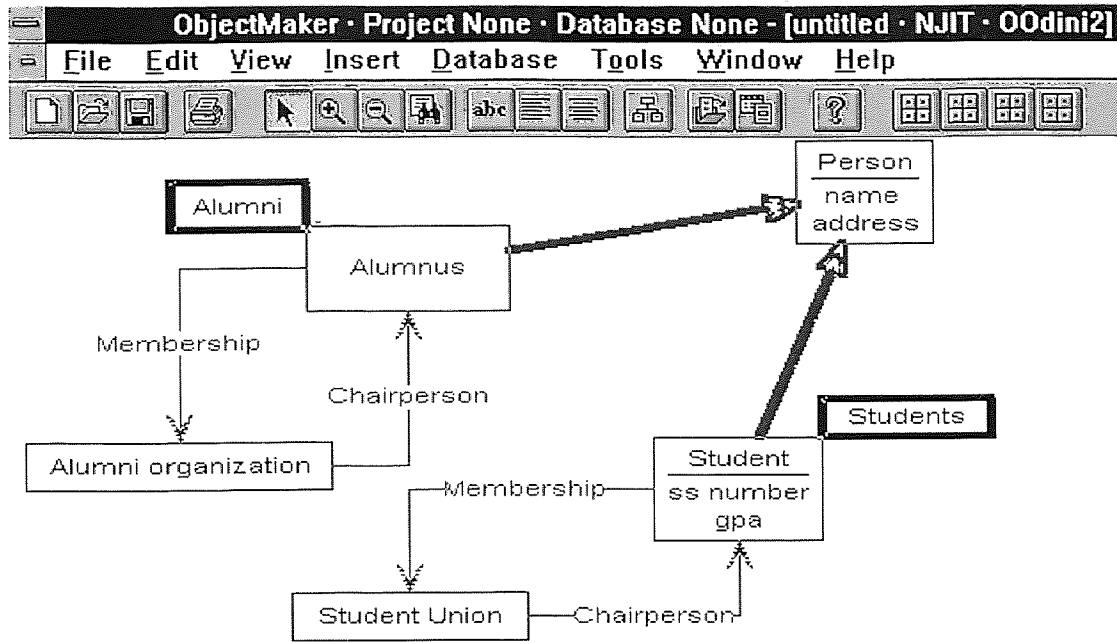 ObjectMaker · Project None · Database None - [untitled · NJIT · OOdini2]
File Edit View Insert Database Tools Window Help
abc
?
Person
name
address
Alumni
Alumnus
Membership
Chairperson
Students
Alumni organization
Student
ss number
gpa
Membership
Student Union
Chairperson